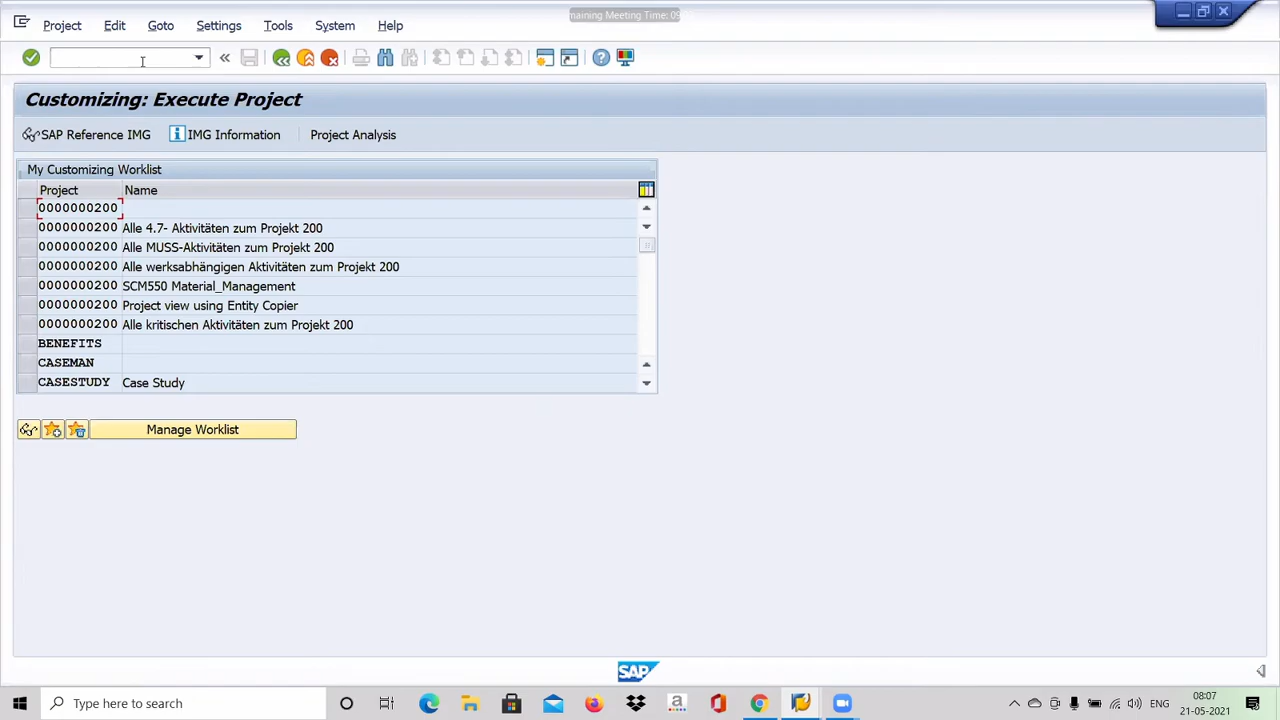 naining Meeting Time: 09
Project Edit Goto Settings Tools System Help
Customizing: Execute Project
SAP Reference IMG IMG Information Project Analysis
My Customizing Worklist
Project Name
0000000200
0000000200 Alle 4.7- Aktivitäten zum Projekt 200
0000000200 Alle MUSS-Aktivitäten zum Projekt 200
0000000200 Alle werksabhängigen Aktivitäten zum Projekt 200
0000000200 SCM550 Material_Management
0000000200 Project view using Entity Copier
0000000200 Alle kritischen Aktivitäten zum Projekt 200
BENEFITS
CASEMAN
CASESTUDY Case Study
Manage Worklist
SAP
Type here to search
ENG
08:07
21-05-2021